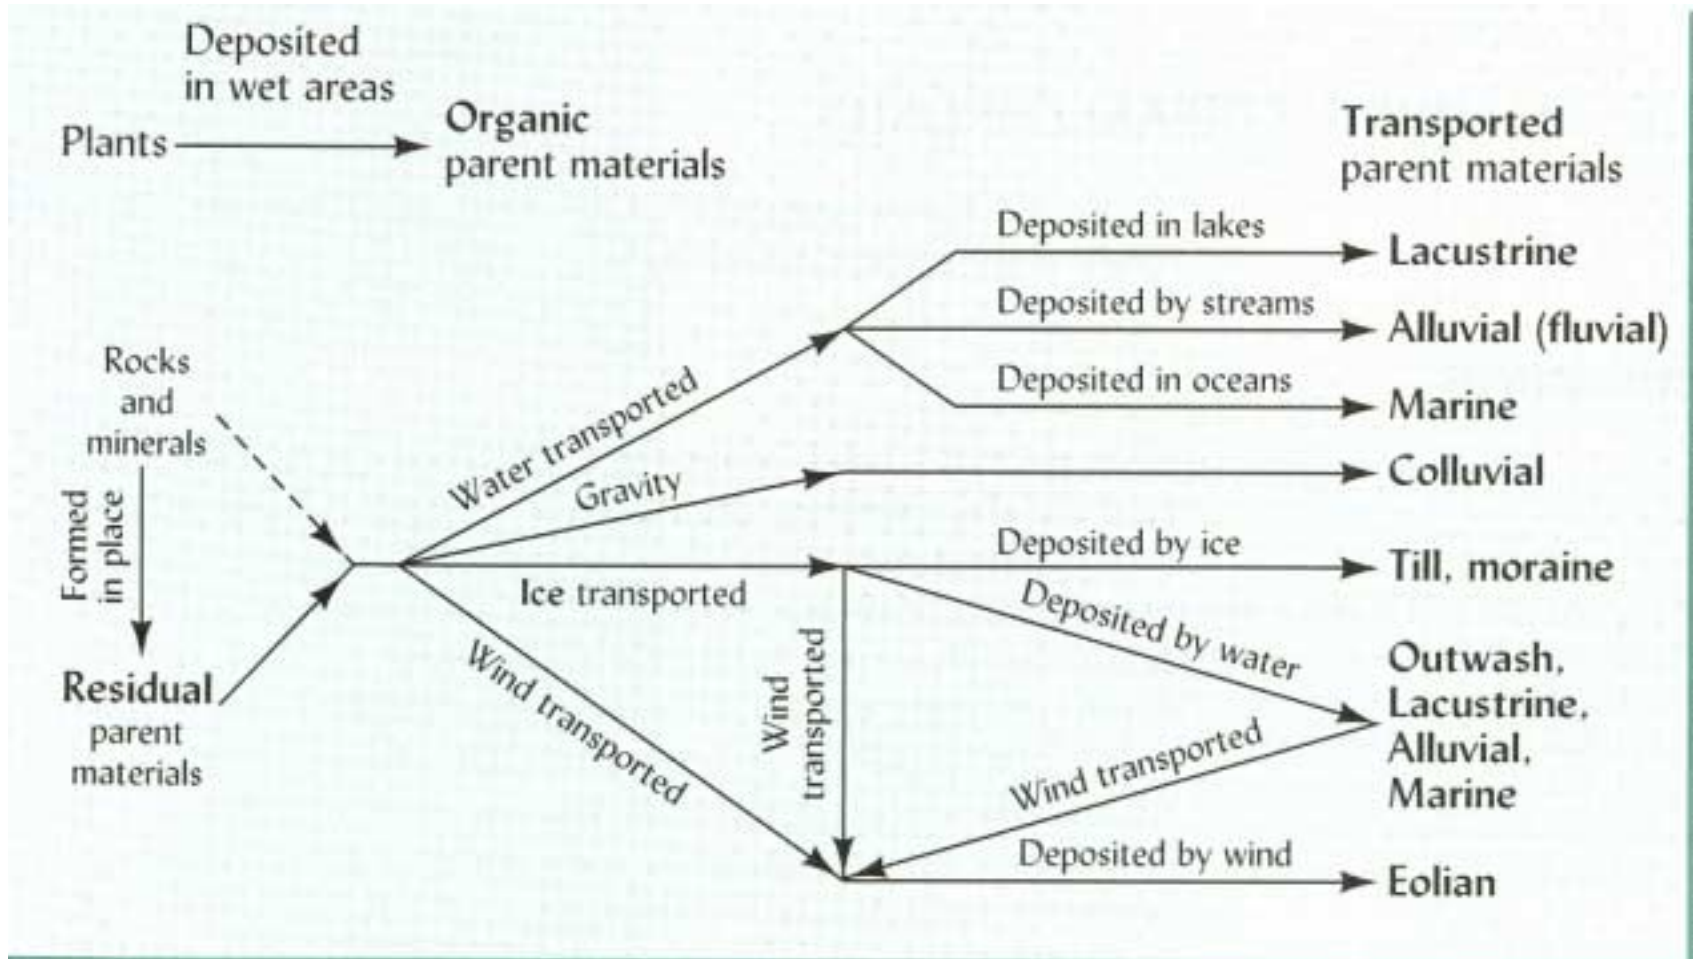 Deposited
in wet areas
Plants
Organic
parent materials
Transported
parent materials
Deposited in lakes
Lacustrine
Deposited by streams
Alluvial (fluvial)
Deposited in oceans
Marine
Rocks
and
minerals
Water transported
Gravity
Colluvial
Formed
in place
Ice transported
Deposited by ice
Till, moraine
Deposited by water
Wind transported
Wind
transported
Residual
parent
materials
Outwash,
Lacustrine,
Alluvial,
Marine
Wind transported
Deposited by wind
Eolian